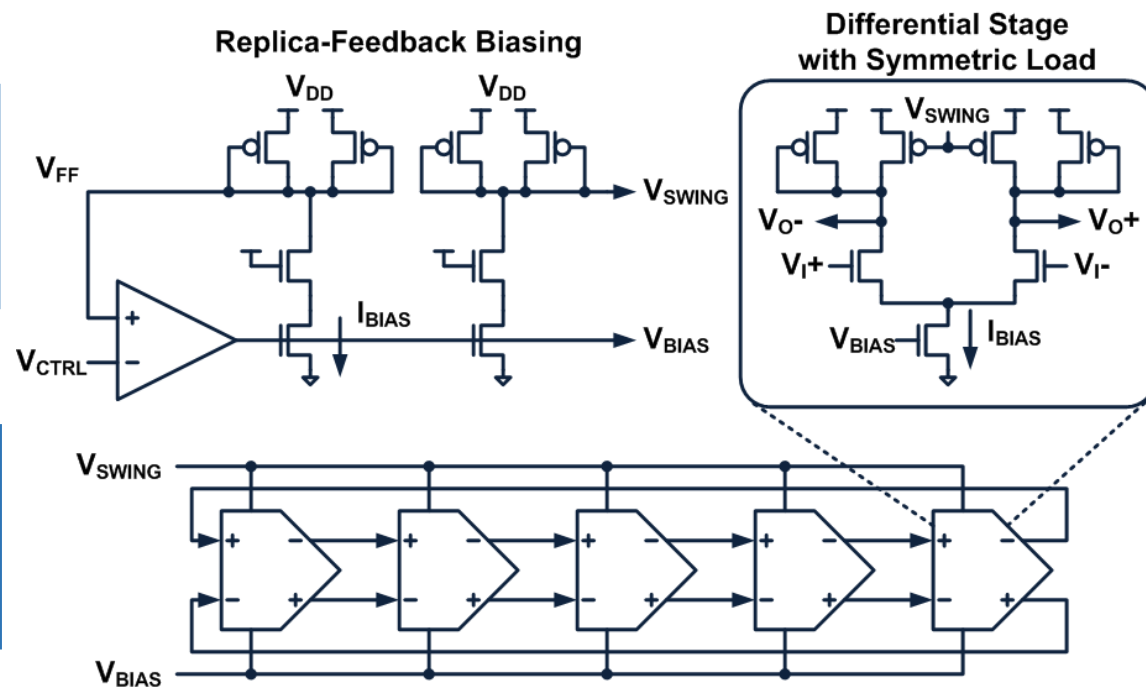 Replica-Feedback Biasing
Differential Stage
with Symmetric Load
VDD
VDD
VFF
VSWING
+
VCTRL
−
IBIAS
VBIAS
VSWING
VO-
VO+
VI+
VI-
VBIAS
IBIAS
VSWING
+ − + − + − + − + −
− + − + − + − + − +
VBIAS